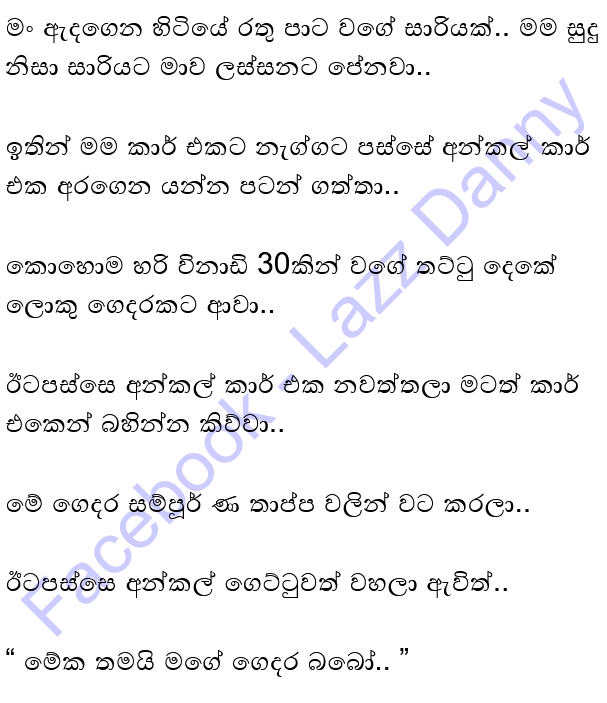 මං ඇදගෙන හිටියේ රතු පාට වගේ සාරියක්.. මම සුදු
නිසා සාරියට මාව ලස්සනට පේනවා..
ඉතින් මම කාර් එකට නැග්ගට පස්සේ අන්කල් කාර්
එක අරගෙන යන්න පටන් ගත්තා..
කොහොම හරි විනාඩි 30කින් වගේ තට්ටු දෙකේ
ලොකු ගෙදරකට ආවා..
ඊටපස්සෙ අන්කල් කාර් එක නවත්තලා මටත් කාර්
එකෙන් බහින්න කිව්වා..
මේ ගෙදර සම්පූර් ණ තාප්ප වලින් වට කරලා..
ඊටපස්සෙ අන්කල් ගෙට්ටුවත් වහලා ඇවිත්..
“ මේක තමයි මගේ ගෙදර බබෝ.. ”
Facebook - Lazz Danny